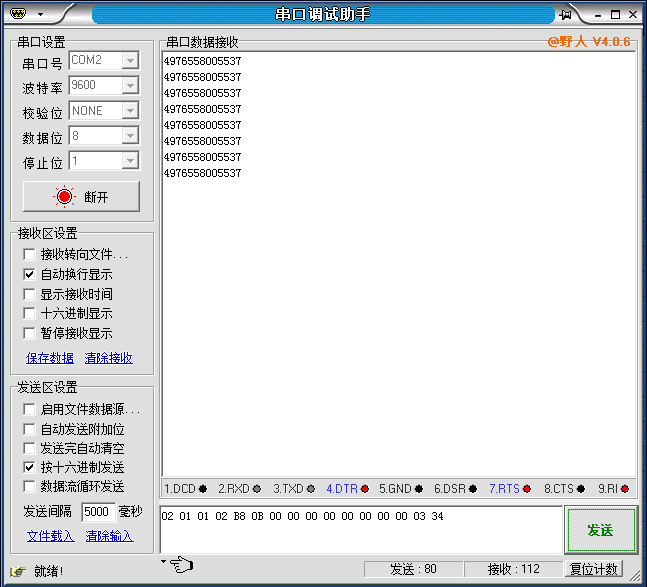 串口调试助手
串口设置
串口号 COM2
波特率 9600
校验位 NONE
数据位 8
停止位 1
断开
接收区设置
接收转向文件...
自动换行显示
显示接收时间
十六进制显示
暂停接收显示
保存数据 清除接收
发送区设置
启用文件数据源...
自动发送附加位
发送完自动清空
按十六进制发送
数据流循环发送
发送间隔 5000 毫秒
文件载入 清除输入
串口数据接收 @野人 V4.0.6
4976558005537
4976558005537
4976558005537
4976558005537
4976558005537
4976558005537
4976558005537
4976558005537
1.DCD 2.RXD 3.TXD 4.DTR 5.GND 6.DSR 7.RTS 8.CTS 9.RI
02 01 01 02 B8 0B 00 00 00 00 00 00 00 00 03 34
发送
就绪! 发送 : 80 接收 : 112 复位计数